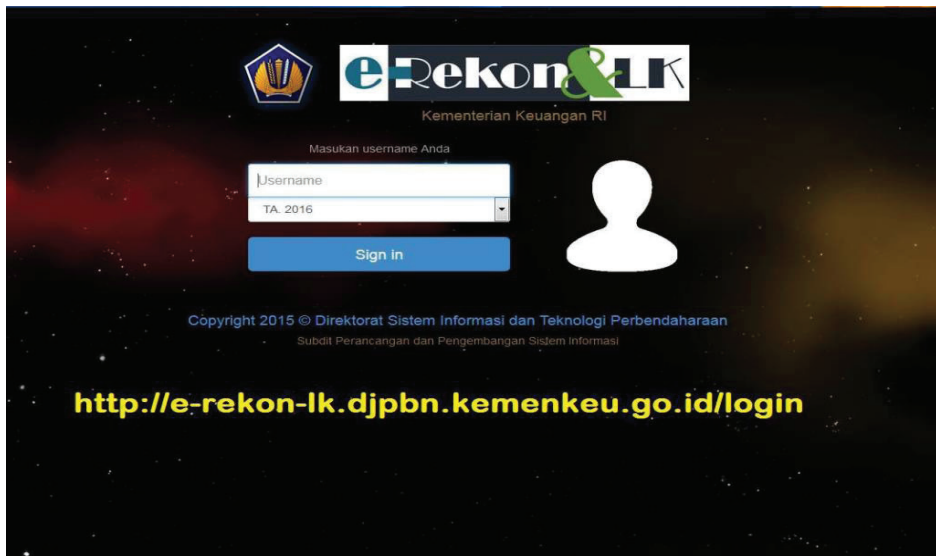 e-Rekon&LK
Kementerian Keuangan RI
Masukan username Anda
Username
TA. 2016
Sign in
Copyright 2015 © Direktorat Sistem Informasi dan Teknologi Perbendaharaan
Subdit Perancangan dan Pengembangan Sistem Informasi
http://e-rekon-lk.djpbn.kemenkeu.go.id/login